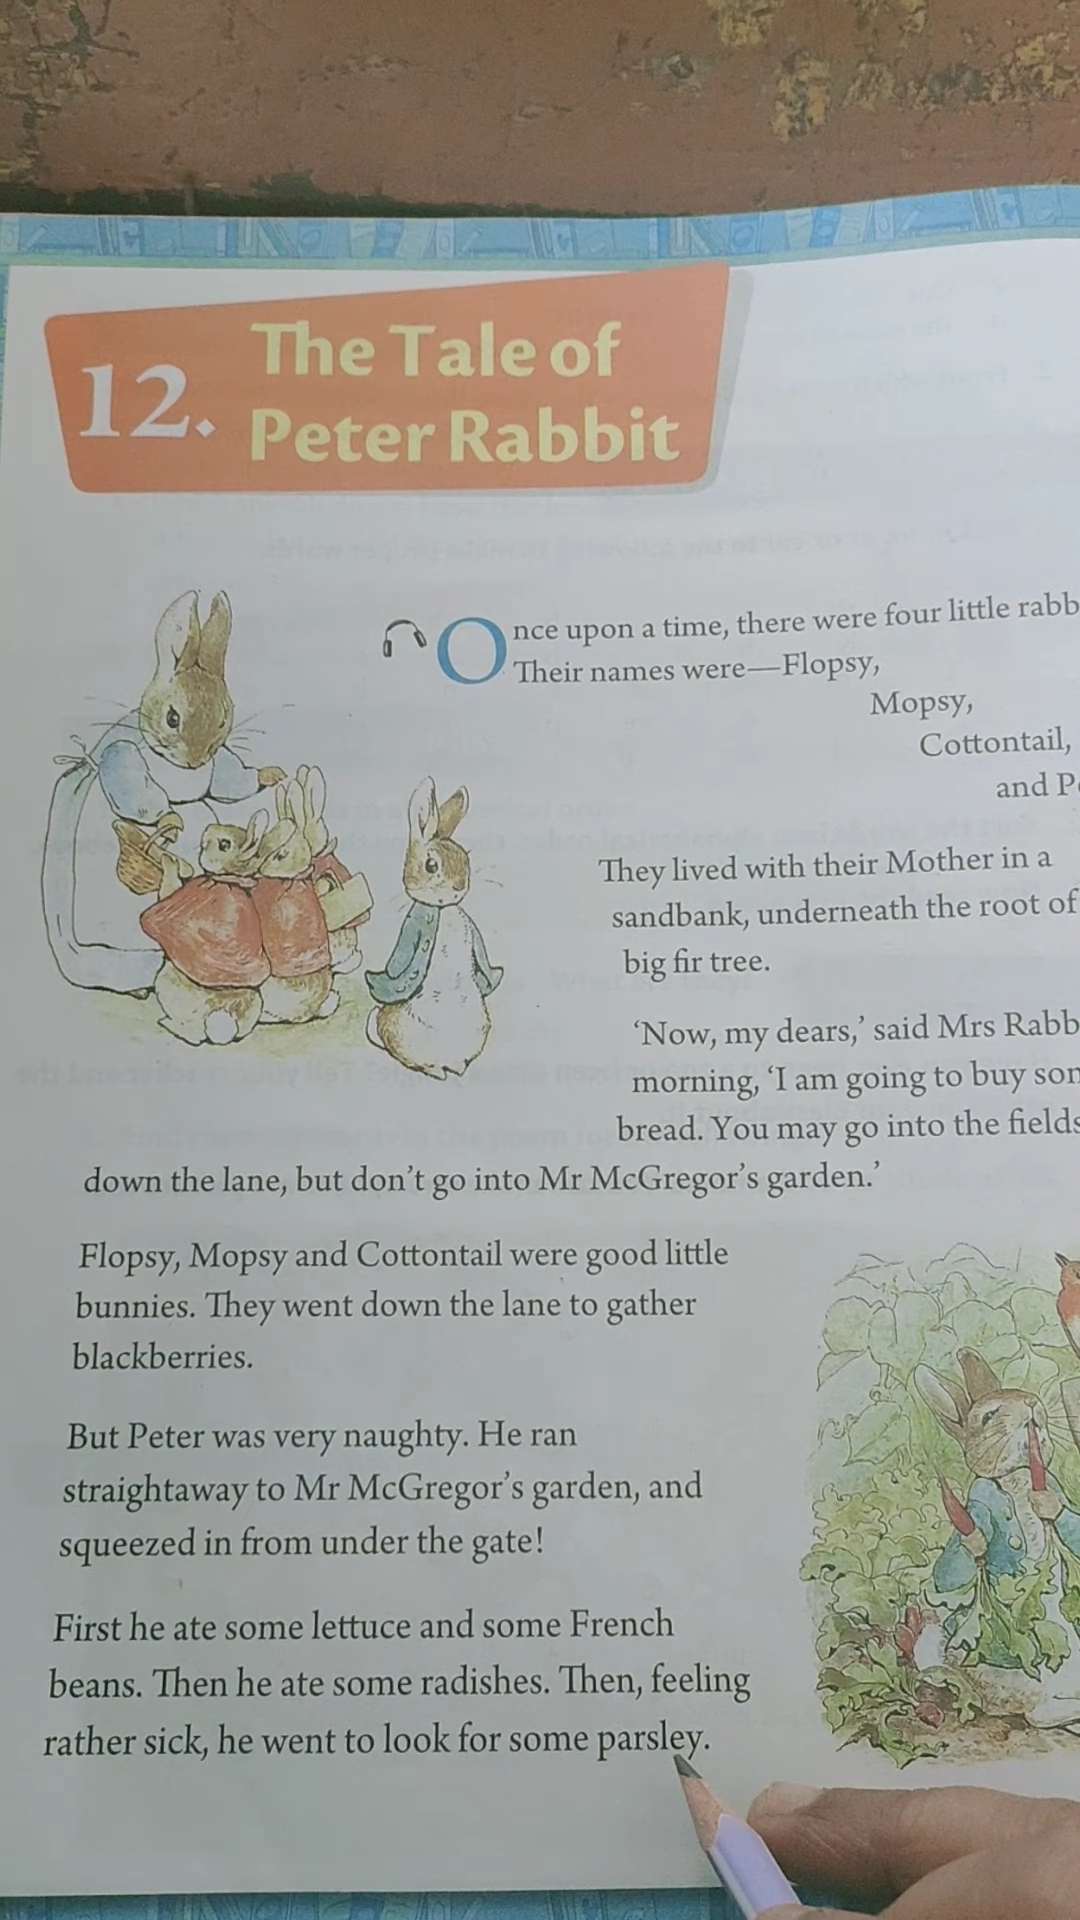 12.
The Tale of
Peter Rabbit
Once upon a time, there were four little
Their names were—Flopsy,
Mopsy,
Cottontail,
and
They lived with their Mother in a
sandbank, underneath the root of
big fir tree.
‘Now, my dears,’ said Mrs
morning, ‘I am going to buy
bread. You may go into the fields
down the lane, but don’t go into Mr McGregor’s garden.’
Flopsy, Mopsy and Cottontail were good little
bunnies. They went down the lane to gather
blackberries.
But Peter was very naughty. He ran
straightaway to Mr McGregor’s garden, and
squeezed in from under the gate!
First he ate some lettuce and some French
beans. Then he ate some radishes. Then, feeling
rather sick, he went to look for some parsley.